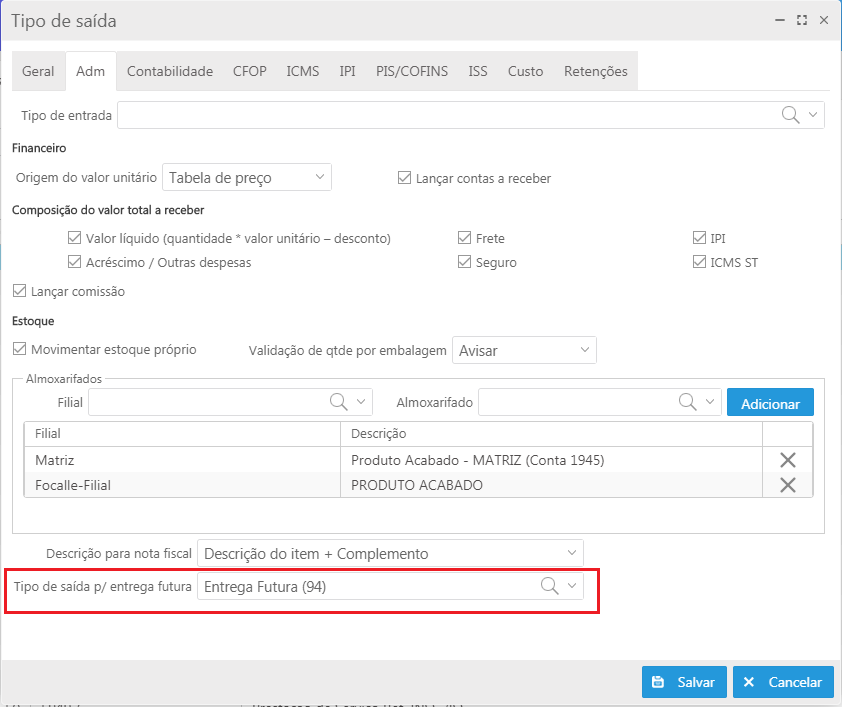 Tipo de saída
Geral Adm Contabilidade CFOP ICMS IPI PIS/COFINS ISS Custo Retenções
Tipo de entrada
Financeiro
Origem do valor unitário Tabela de preço Lançar contas a receber
Composição do valor total a receber
Valor líquido (quantidade * valor unitário – desconto) Frete IPI
Acréscimo / Outras despesas Seguro ICMS ST
Lançar comissão
Estoque
Movimentar estoque próprio Validação de qtde por embalagem Avisar
Almoxarifados
Filial Almoxarifado Adicionar
Filial Descrição
Matriz Produto Acabado - MATRIZ (Conta 1945)
Focalle-Filial PRODUTO ACABADO
Descrição para nota fiscal Descrição do item + Complemento
Tipo de saída p/ entrega futura Entrega Futura (94)
Salvar Cancelar